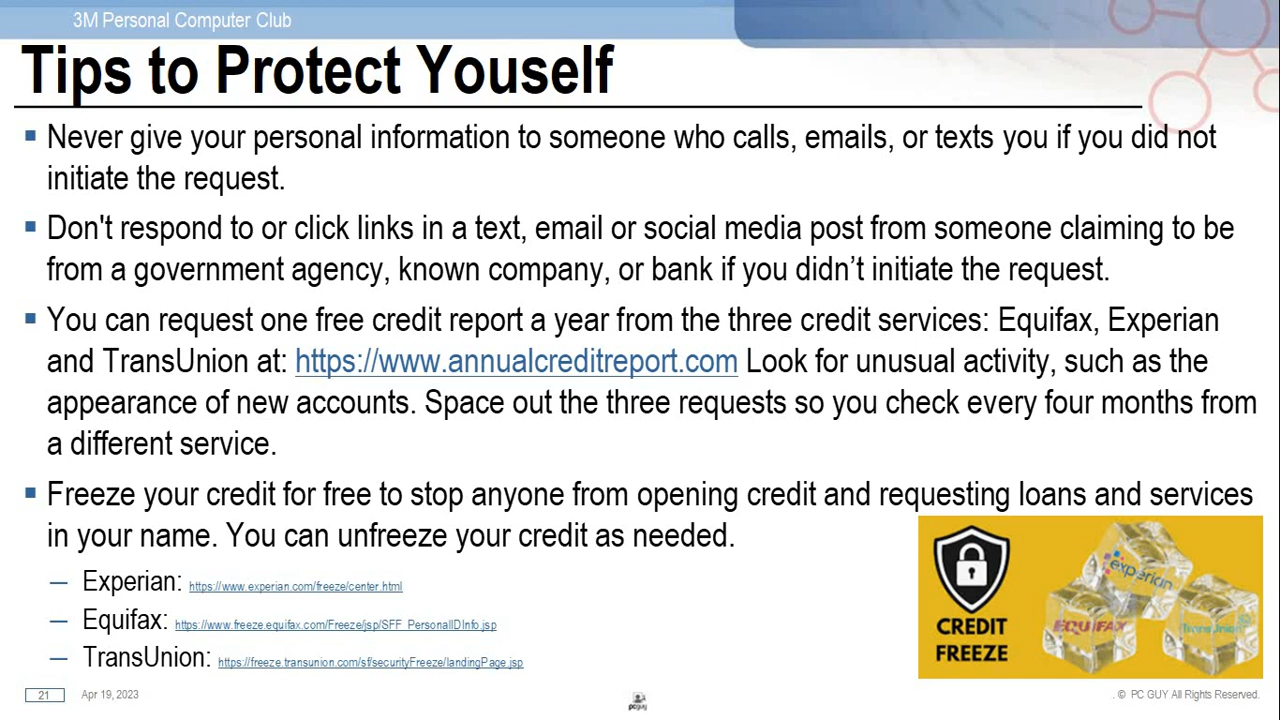 3M Personal Computer Club
Tips to Protect Youself
Never give your personal information to someone who calls, emails, or texts you if you did not
initiate the request.
Don't respond to or click links in a text, email or social media post from someone claiming to be
from a government agency, known company, or bank if you didn’t initiate the request.
You can request one free credit report a year from the three credit services: Equifax, Experian
and TransUnion at: https://www.annualcreditreport.com Look for unusual activity, such as the
appearance of new accounts. Space out the three requests so you check every four months from
a different service.
Freeze your credit for free to stop anyone from opening credit and requesting loans and services
in your name. You can unfreeze your credit as needed.
— Experian: https://www.experian.com/freeze/center.html
— Equifax: https://www.freeze.equifax.com/Freeze/jsp/SFF_PersonalIDInfo.jsp
— TransUnion: https://freeze.transunion.com/sf/securityFreeze/landingPage.jsp
CREDIT
FREEZE
experian
EQUIFAX
TransUnion
21 Apr 19, 2023
pcguy
. © PC GUY All Rights Reserved.